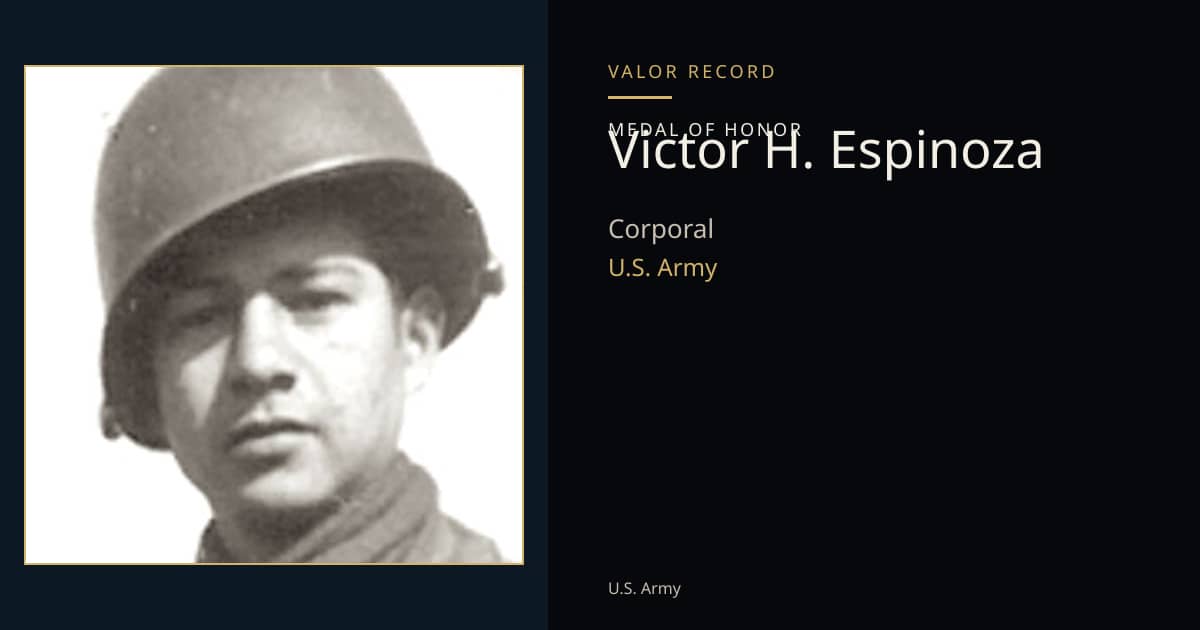 VALOR RECORD
MEDAL OF HONOR
Victor H. Espinoza
Corporal
U.S. Army
U.S. Army